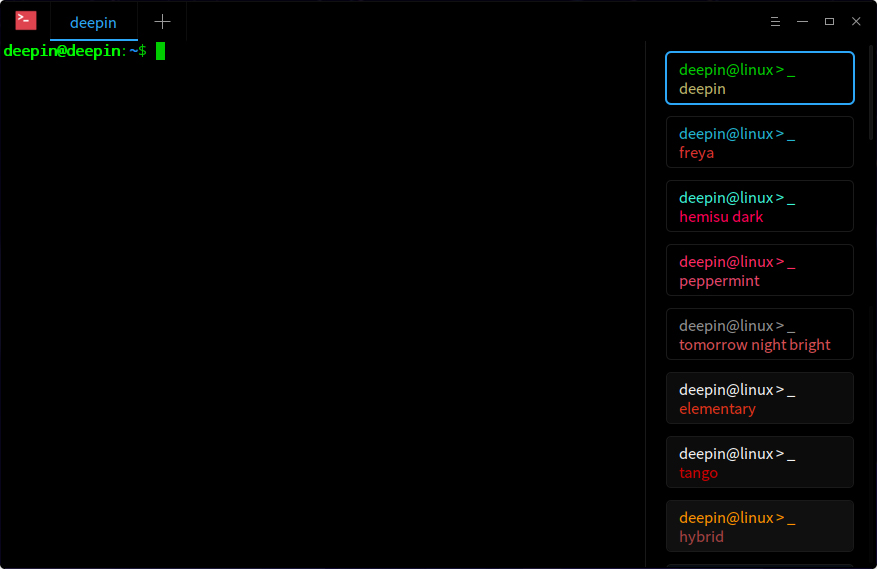 deepin
deepin@deepin:~$
deepin@linux>_
deepin
deepin@linux>_
freya
deepin@linux>_
hemisu dark
deepin@linux>_
peppermint
deepin@linux>_
tomorrow night bright
deepin@linux>_
elementary
deepin@linux>_
tango
deepin@linux>_
hybrid